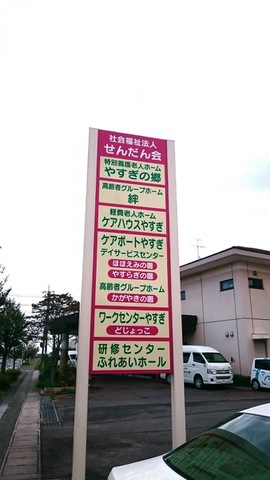 社会福祉法人
せんだん会
特別養護老人ホーム
やすぎの郷
高齢者グループホーム
絆
軽費老人ホーム
ケアハウスやすぎ
ケアポートやすぎ
デイサービスセンター
ほほえみの園
やすらぎの園
高齢者グループホーム
かがやきの園
ワークセンターやすぎ
どじょっこ
研修センター
ふれあいホール